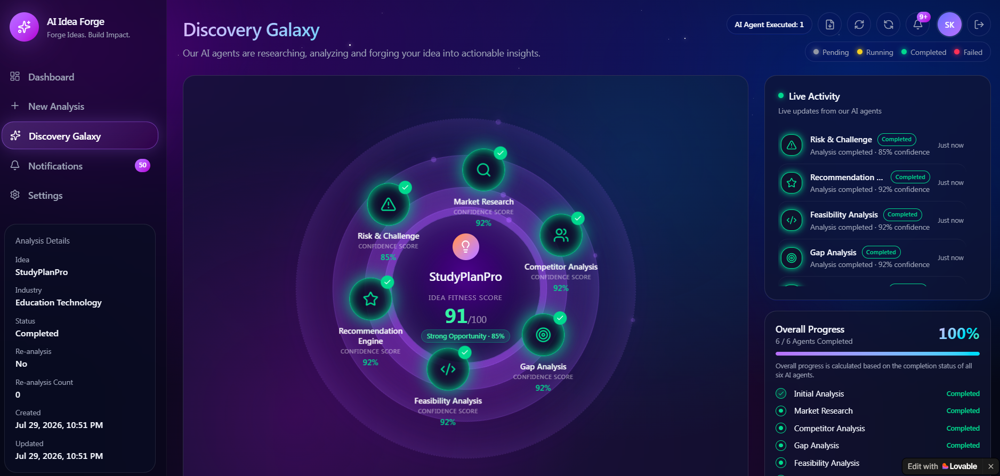 AI Idea Forge
Forge Ideas. Build Impact.
Dashboard
New Analysis
Discovery Galaxy
Notifications
50
Settings
Analysis Details
Idea
StudyPlanPro
Industry
Education Technology
Status
Completed
Re-analysis
No
Re-analysis Count
0
Created
Jul 29, 2026, 10:51 PM
Updated
Jul 29, 2026, 10:51 PM
Discovery Galaxy
Our AI agents are researching, analyzing and forging your idea into actionable insights.
AI Agent Executed: 1
9+
SK
Pending
Running
Completed
Failed
Market Research
CONFIDENCE SCORE
92%
Risk & Challenge
CONFIDENCE SCORE
85%
Competitor Analysis
CONFIDENCE SCORE
92%
StudyPlanPro
IDEA FITNESS SCORE
91/100
Strong Opportunity · 85%
Recommendation
Engine
CONFIDENCE SCORE
92%
Gap Analysis
CONFIDENCE SCORE
92%
Feasibility Analysis
CONFIDENCE SCORE
92%
Live Activity
Live updates from our AI agents
Risk & Challenge Completed
Analysis completed · 85% confidence
Just now
Recommendation ... Completed
Analysis completed · 92% confidence
Just now
Feasibility Analysis Completed
Analysis completed · 92% confidence
Just now
Gap Analysis Completed
Analysis completed · 92% confidence
Just now
Overall Progress
6 / 6 Agents Completed
100%
Overall progress is calculated based on the completion status of all
six AI agents.
Initial Analysis Completed
Market Research Completed
Competitor Analysis Completed
Gap Analysis Completed
Feasibility Analysis
Edit with Lovable